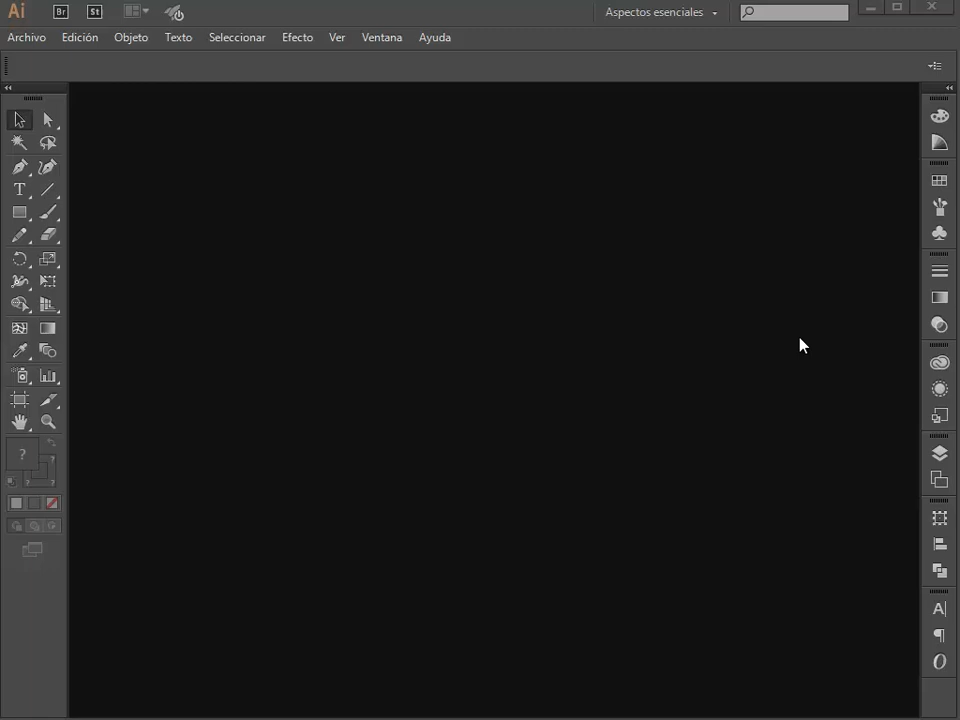 Ai Br St Aspectos esenciales
Archivo Edición Objeto Texto Seleccionar Efecto Ver Ventana Ayuda